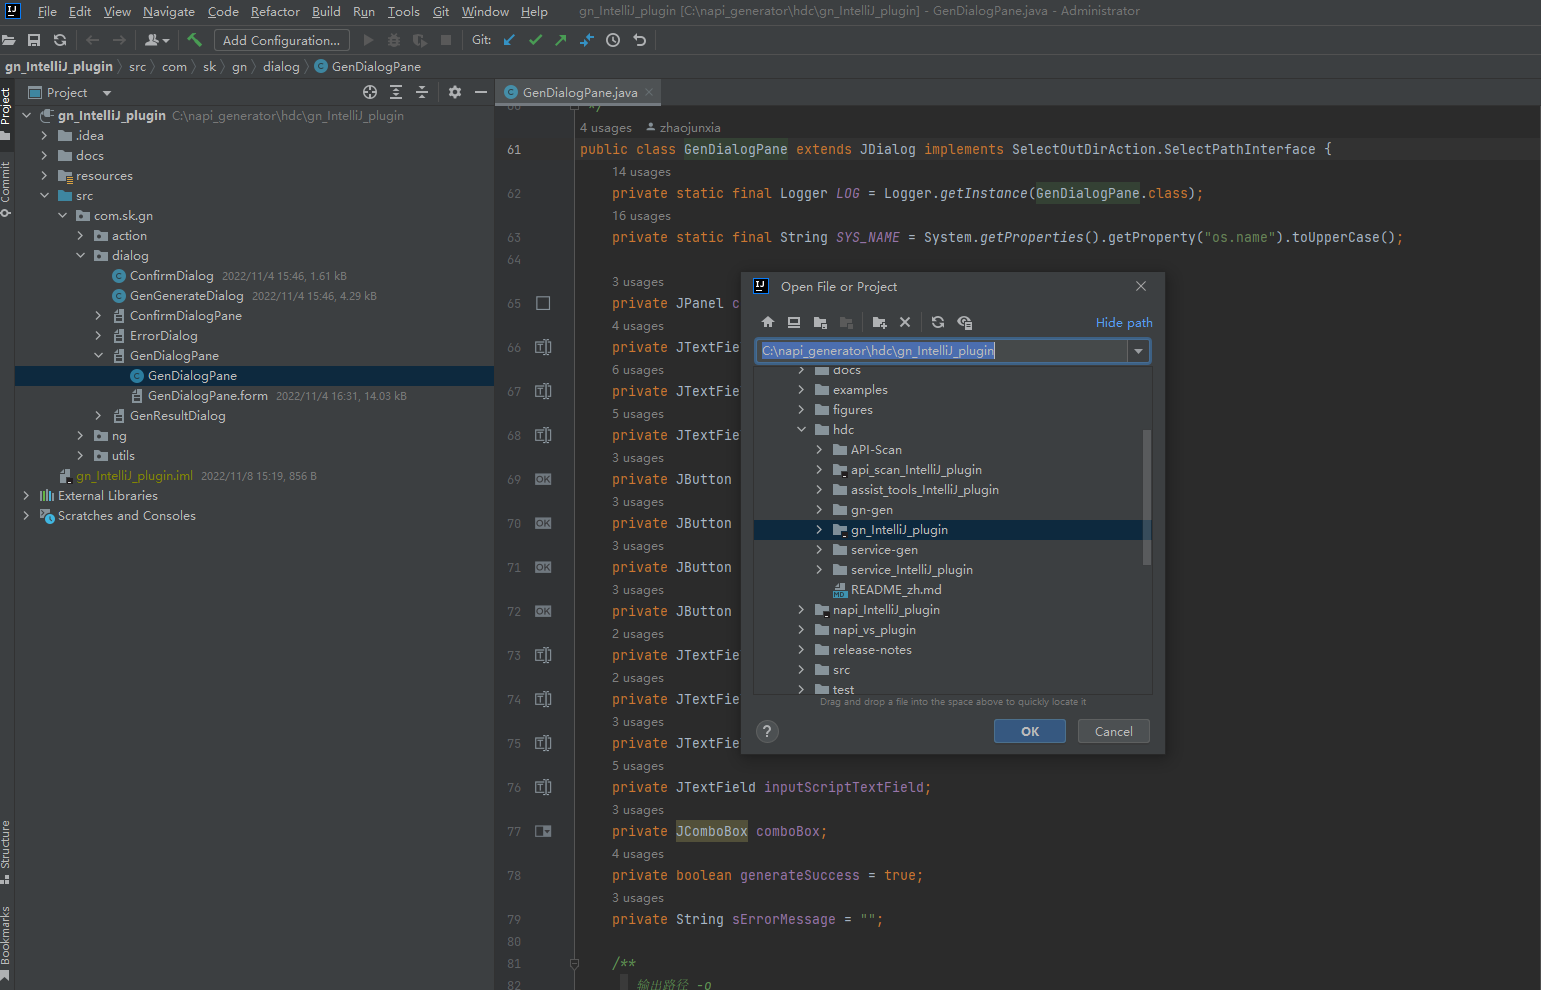 File Edit View Navigate Code Refactor Build Run Tools Git Window Help gn_IntelliJ_plugin [C:\napi_generator\hdc\gn_IntelliJ_plugin] - GenDialogPane.java - Administrator
Add Configuration... Git:
gn_IntelliJ_plugin src com sk gn dialog GenDialogPane
Project
Commit
Structure
Bookmarks
Project
gn_IntelliJ_plugin C:\napi_generator\hdc\gn_IntelliJ_plugin
.idea
docs
resources
src
com.sk.gn
action
dialog
ConfirmDialog 2022/11/4 15:46, 1.61 kB
GenGenerateDialog 2022/11/4 15:46, 4.29 kB
ConfirmDialogPane
ErrorDialog
GenDialogPane
GenDialogPane
GenDialogPane.form 2022/11/4 16:31, 14.03 kB
GenResultDialog
ng
utils
gn_IntelliJ_plugin.iml 2022/11/8 15:19, 856 B
External Libraries
Scratches and Consoles
GenDialogPane.java
60 */
4 usages zhaojunxia
61 public class GenDialogPane extends JDialog implements SelectOutDirAction.SelectPathInterface {
14 usages
62 private static final Logger LOG = Logger.getInstance(GenDialogPane.class);
16 usages
63 private static final String SYS_NAME = System.getProperties().getProperty("os.name").toUpperCase();
64
3 usages
65 private JPanel c
4 usages
66 private JTextFie
6 usages
67 private JTextFie
5 usages
68 private JTextFie
3 usages
69 OK private JButton
3 usages
70 OK private JButton
3 usages
71 OK private JButton
3 usages
72 OK private JButton
2 usages
73 private JTextFie
2 usages
74 private JTextFie
3 usages
75 private JTextFie
5 usages
76 private JTextField inputScriptTextField;
3 usages
77 private JComboBox comboBox;
4 usages
78 private boolean generateSuccess = true;
3 usages
79 private String sErrorMessage = "";
80
81 /**
82 输出路径 -o
Open File or Project
Hide path
C:\napi_generator\hdc\gn_IntelliJ_plugin
docs
examples
figures
hdc
API-Scan
api_scan_IntelliJ_plugin
assist_tools_IntelliJ_plugin
gn-gen
gn_IntelliJ_plugin
service-gen
service_IntelliJ_plugin
README_zh.md
napi_IntelliJ_plugin
napi_vs_plugin
release-notes
src
test
Drag and drop a file into the space above to quickly locate it
? OK Cancel